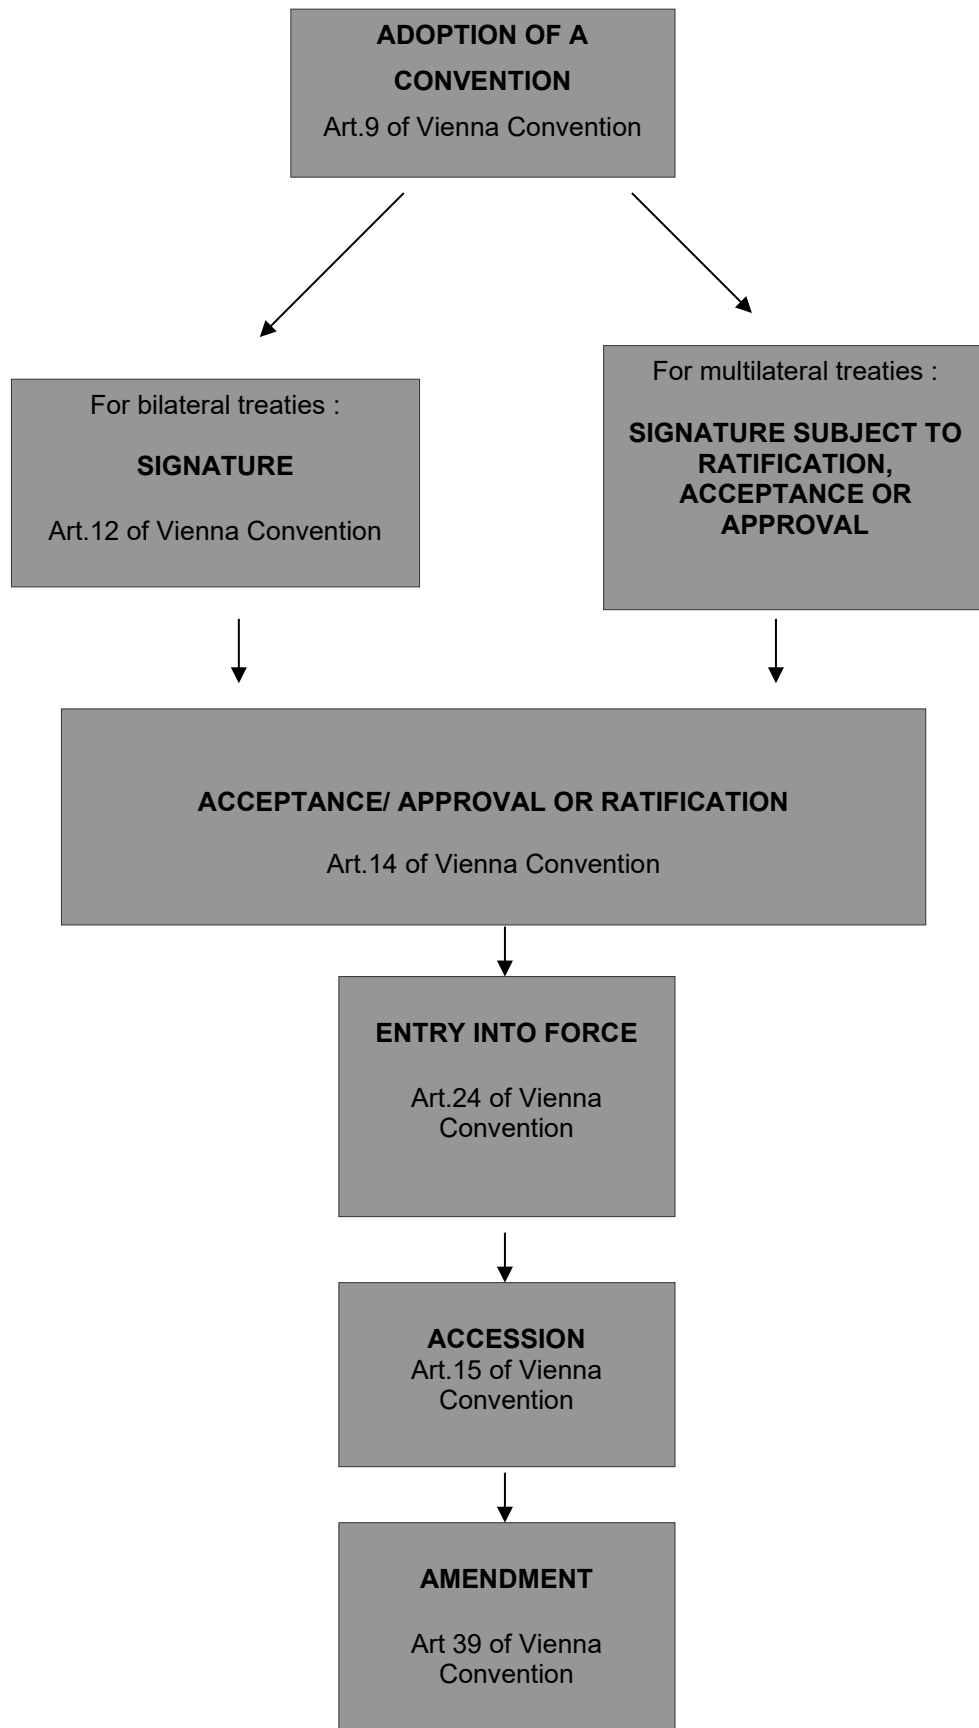 ADOPTION OF A
CONVENTION
Art.9 of Vienna Convention
For bilateral treaties :
SIGNATURE
Art.12 of Vienna Convention
For multilateral treaties :
SIGNATURE SUBJECT TO
RATIFICATION,
ACCEPTANCE OR
APPROVAL
ACCEPTANCE/ APPROVAL OR RATIFICATION
Art.14 of Vienna Convention
ENTRY INTO FORCE
Art.24 of Vienna
Convention
ACCESSION
Art.15 of Vienna
Convention
AMENDMENT
Art 39 of Vienna
Convention